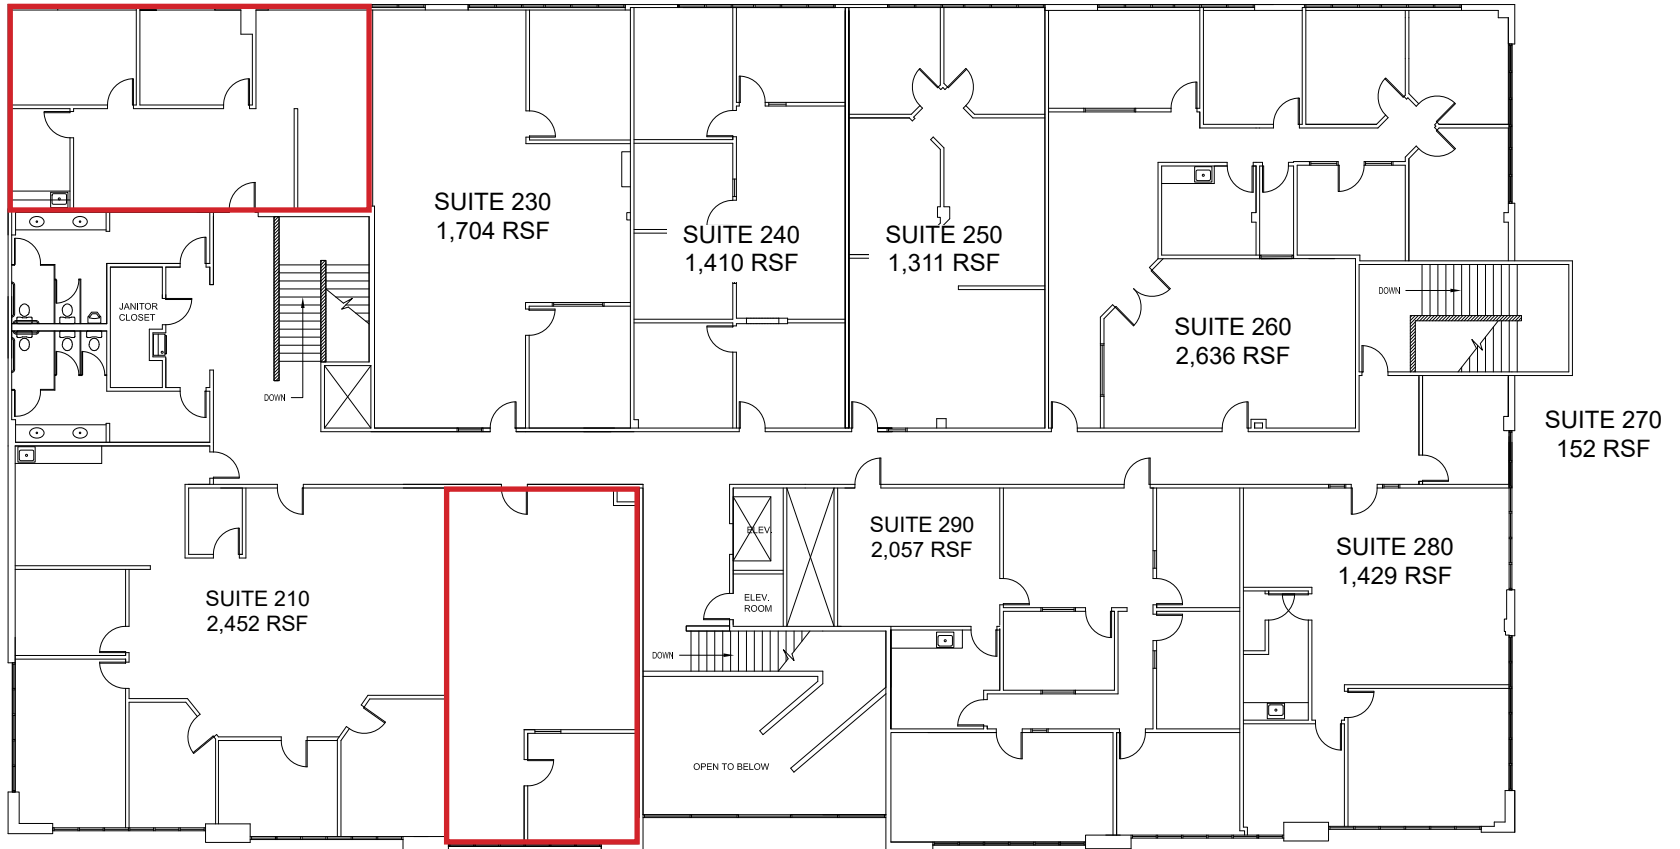 SUITE 230
1,704 RSF
SUITE 240
1,410 RSF
SUITE 250
1,311 RSF
JANITOR
CLOSET
DOWN
SUITE 260
2,636 RSF
DOWN
SUITE 270
152 RSF
SUITE 290
2,057 RSF
ELEV.
SUITE 280
1,429 RSF
SUITE 210
2,452 RSF
ELEV.
ROOM
DOWN
OPEN TO BELOW